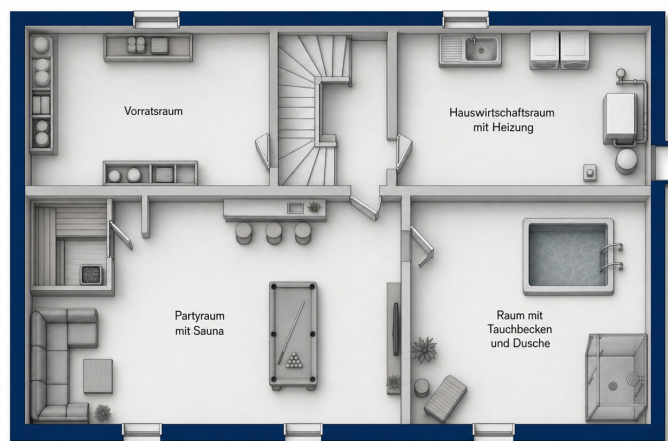 Vorratsraum
Hauswirtschaftsraum
mit Heizung
Partyraum
mit Sauna
Raum mit
Tauchbecken
und Dusche